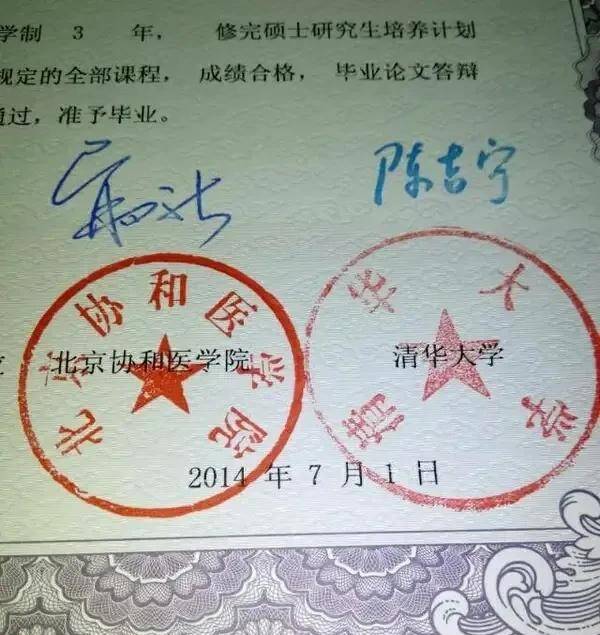 学制 3 年， 修完硕士研究生培养计划
规定的全部课程， 成绩合格， 毕业论文答辩
通过，准予毕业。
陈吉宁
北京协和医学院
清华大学
北京协和医学院
清华大学
2014 年 7 月 1 日